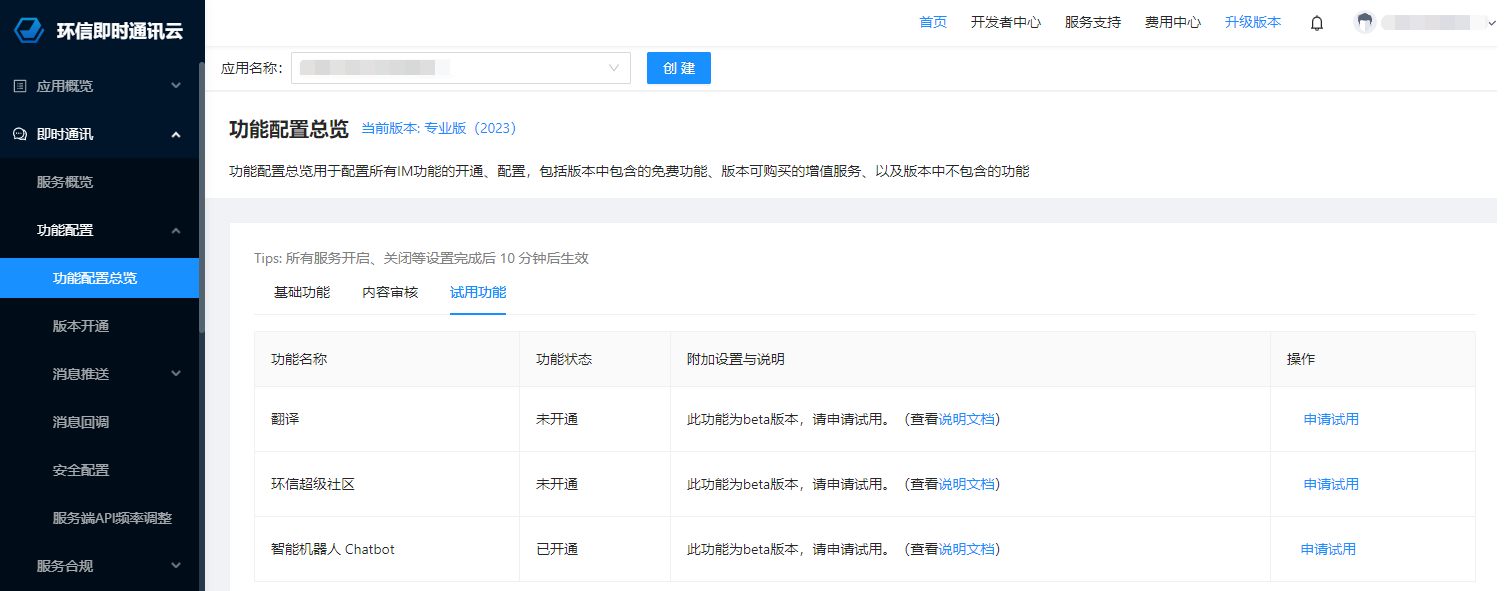 环信即时通讯云
首页 开发者中心 服务支持 费用中心 升级版本
应用概览
即时通讯
服务概览
功能配置
功能配置总览
版本开通
消息推送
消息回调
安全配置
服务端API频率调整
服务合规
应用名称: 创 建
功能配置总览 当前版本: 专业版（2023）
功能配置总览用于配置所有IM功能的开通、配置，包括版本中包含的免费功能、版本可购买的增值服务、以及版本中不包含的功能
Tips: 所有服务开启、关闭等设置完成后 10 分钟后生效
基础功能 内容审核 试用功能
功能名称 功能状态 附加设置与说明 操作
翻译 未开通 此功能为beta版本，请申请试用。（查看说明文档） 申请试用
环信超级社区 未开通 此功能为beta版本，请申请试用。（查看说明文档） 申请试用
智能机器人 Chatbot 已开通 此功能为beta版本，请申请试用。（查看说明文档） 申请试用